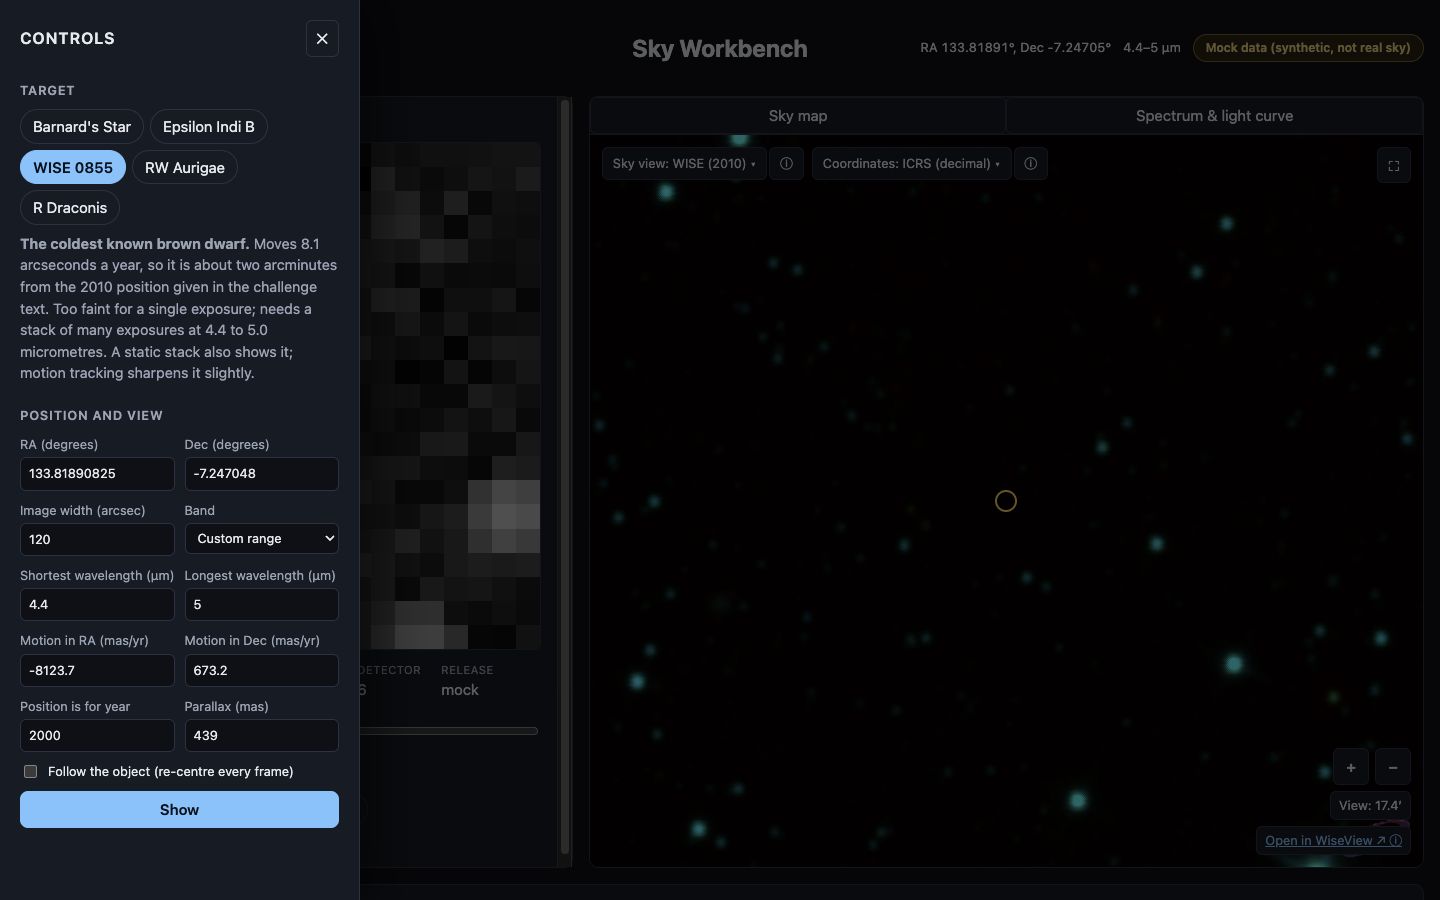 CONTROLS
Sky Workbench
RA 133.81891°, Dec -7.24705°
4.4–5 µm
Mock data (synthetic, not real sky)
TARGET
Barnard's Star
Epsilon Indi B
WISE 0855
RW Aurigae
R Draconis
The coldest known brown dwarf. Moves 8.1
arcseconds a year, so it is about two arcminutes
from the 2010 position given in the challenge
text. Too faint for a single exposure; needs a
stack of many exposures at 4.4 to 5.0
micrometres. A static stack also shows it;
motion tracking sharpens it slightly.
POSITION AND VIEW
RA (degrees)
Dec (degrees)
133.81890825
-7.247048
Image width (arcsec)
Band
120
Custom range
Shortest wavelength (µm)
Longest wavelength (µm)
4.4
5
Motion in RA (mas/yr)
Motion in Dec (mas/yr)
-8123.7
673.2
Position is for year
Parallax (mas)
2000
439
Follow the object (re-centre every frame)
Show
DETECTOR
RELEASE
6
mock
Sky map
Spectrum & light curve
Sky view: WISE (2010) ▾
Coordinates: ICRS (decimal) ▾
+
−
View: 17.4′
Open in WiseView ↗ ⓘ